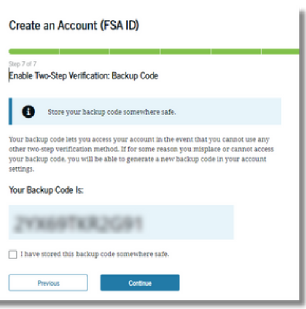 Create an Account (FSA ID)
Step 7 of 7
Enable Two-Step Verification: Backup Code
Store your backup code somewhere safe.
Your backup code lets you access your account in the event that you cannot use any
other two-step verification method. If for some reason you misplace or cannot access
your backup code, you will be able to generate a new backup code in your account
settings.
Your Backup Code Is:
I have stored this backup code somewhere safe.
Previous
Continue